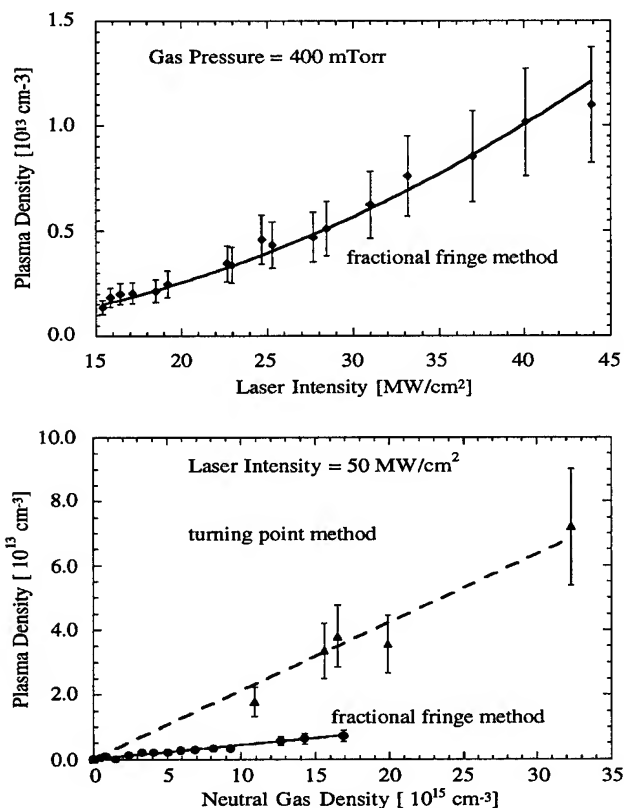 1.5
Gas Pressure = 400 mTorr
1.0
Plasma Density [10¹³ cm-3]
0.5
fractional fringe method
0.0
15 20 25 30 35 40 45
Laser Intensity [MW/cm²]
10.0
Laser Intensity = 50 MW/cm²
8.0
turning point method
6.0
Plasma Density [ 10¹³ cm⁻³]
4.0
2.0
fractional fringe method
0.0
0 5 10 15 20 25 30 35
Neutral Gas Density [ 10¹⁵ cm⁻³]